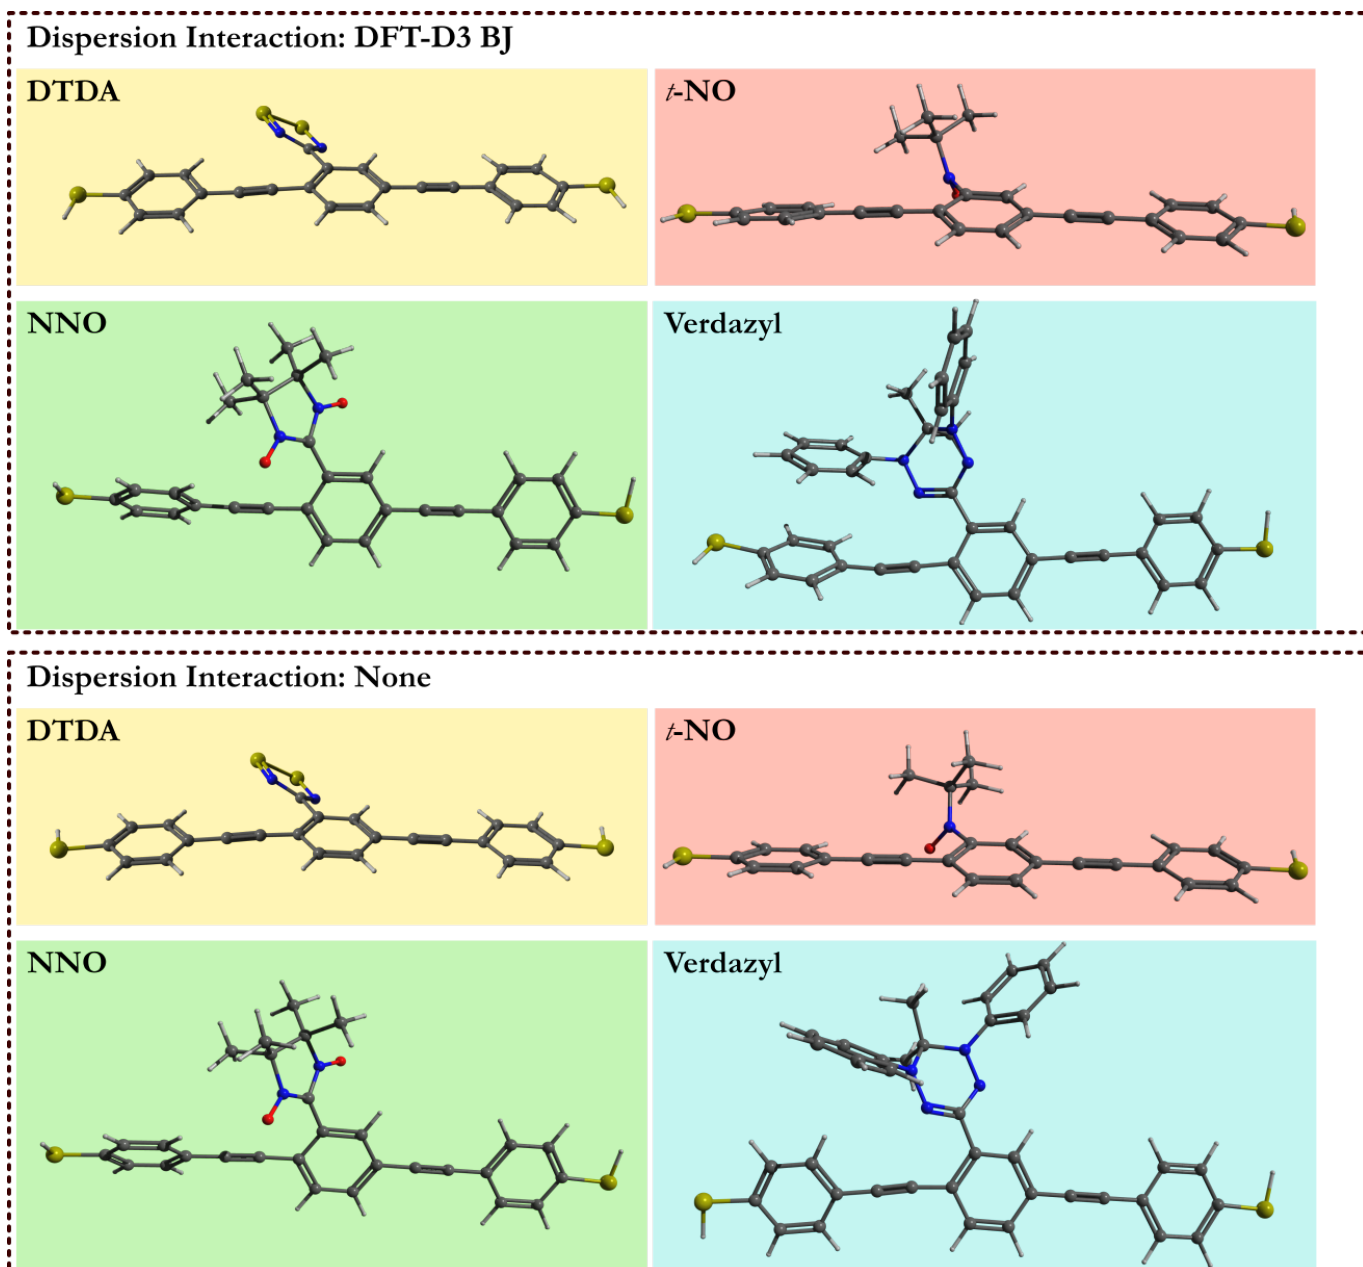 Dispersion Interaction: DFT-D3 BJ
DTDA
t-NO
NNO
Verdazyl
Dispersion Interaction: None
DTDA
t-NO
NNO
Verdazyl